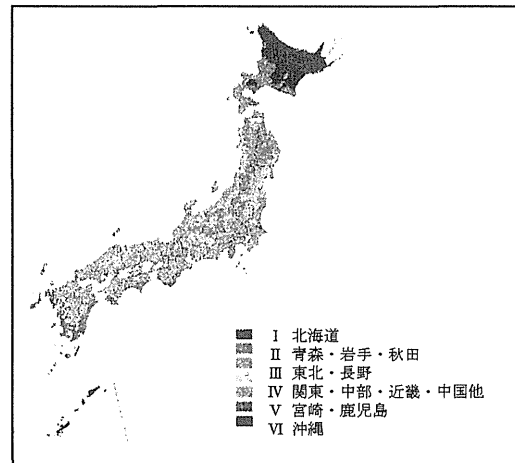 I 北海道
II 青森・岩手・秋田
III 東北・長野
IV 関東・中部・近畿・中国他
V 宮崎・鹿児島
VI 沖縄